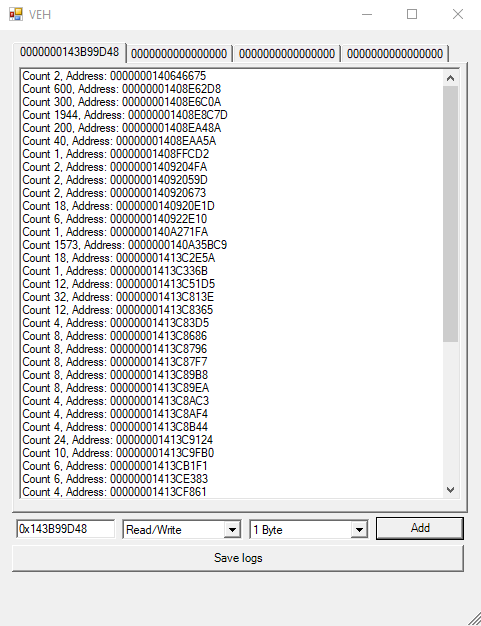 VEH
0000000143B99D48 0000000000000000 0000000000000000 0000000000000000
Count 2, Address: 0000000140646675
Count 600, Address: 00000001408E62D8
Count 300, Address: 00000001408E6C0A
Count 1944, Address: 00000001408E8C7D
Count 200, Address: 00000001408EA48A
Count 40, Address: 00000001408EAA5A
Count 1, Address: 00000001408FFCD2
Count 2, Address: 00000001409204FA
Count 2, Address: 000000014092059D
Count 2, Address: 0000000140920673
Count 18, Address: 0000000140920E1D
Count 6, Address: 0000000140922E10
Count 1, Address: 0000000140A271FA
Count 1573, Address: 0000000140A35BC9
Count 18, Address: 00000001413C2E5A
Count 1, Address: 00000001413C336B
Count 12, Address: 00000001413C51D5
Count 32, Address: 00000001413C813E
Count 12, Address: 00000001413C8365
Count 4, Address: 00000001413C83D5
Count 8, Address: 00000001413C8686
Count 8, Address: 00000001413C8796
Count 8, Address: 00000001413C87F7
Count 8, Address: 00000001413C89B8
Count 8, Address: 00000001413C89EA
Count 4, Address: 00000001413C8AC3
Count 4, Address: 00000001413C8AF4
Count 4, Address: 00000001413C8B44
Count 24, Address: 00000001413C9124
Count 10, Address: 00000001413C9FB0
Count 6, Address: 00000001413CB1F1
Count 6, Address: 00000001413CE383
Count 4, Address: 00000001413CF861
0x143B99D48 Read/Write 1 Byte Add
Save logs